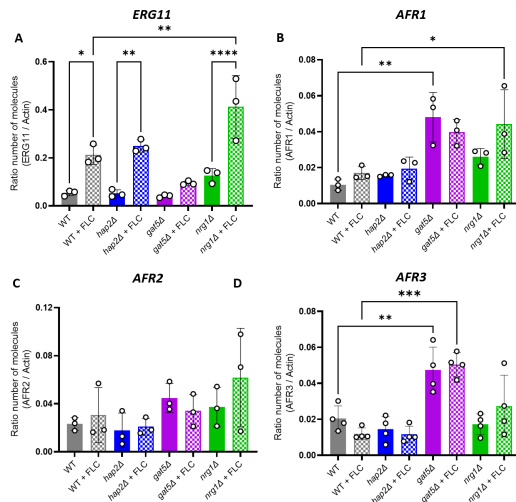 ERG11
A
**
*
**
****
Ratio number of molecules
(ERG11 / Actin)
0.6
0.4
0.2
0.0
WT
WT + FLC
hap2Δ
hap2Δ + FLC
gat5Δ
gat5Δ + FLC
nrg1Δ
nrg1Δ + FLC
AFR1
B
*
**
Ratio number of molecules
(AFR1 / Actin)
0.08
0.06
0.04
0.02
0.00
WT
WT + FLC
hap2Δ
hap2Δ + FLC
gat5Δ
gat5Δ + FLC
nrg1Δ
nrg1Δ+ FLC
AFR2
C
Ratio number of molecules
(AFR2 / Actin)
0.12
0.08
0.04
0.00
WT
WT + FLC
hap2Δ
hap2Δ + FLC
gat5Δ
gat5Δ + FLC
nrg1Δ
nrg1Δ + FLC
AFR3
D
***
**
Ratio number of molecules
(AFR3 / Actin)
0.08
0.06
0.04
0.02
0.00
WT
WT + FLC
hap2Δ
hap2Δ + FLC
gat5Δ
gat5Δ + FLC
nrg1Δ
nrg1Δ + FLC